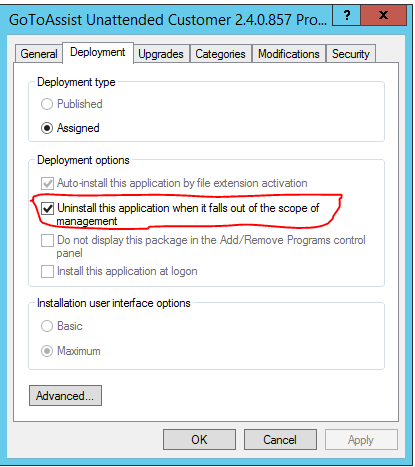 GoToAssist Unattended Customer 2.4.0.857 Pro...
?
x
General Deployment Upgrades Categories Modifications Security
Deployment type
Published
Assigned
Deployment options
Auto-install this application by file extension activation
Uninstall this application when it falls out of the scope of
management
Do not display this package in the Add/Remove Programs control
panel
Install this application at logon
Installation user interface options
Basic
Maximum
Advanced...
OK Cancel Apply